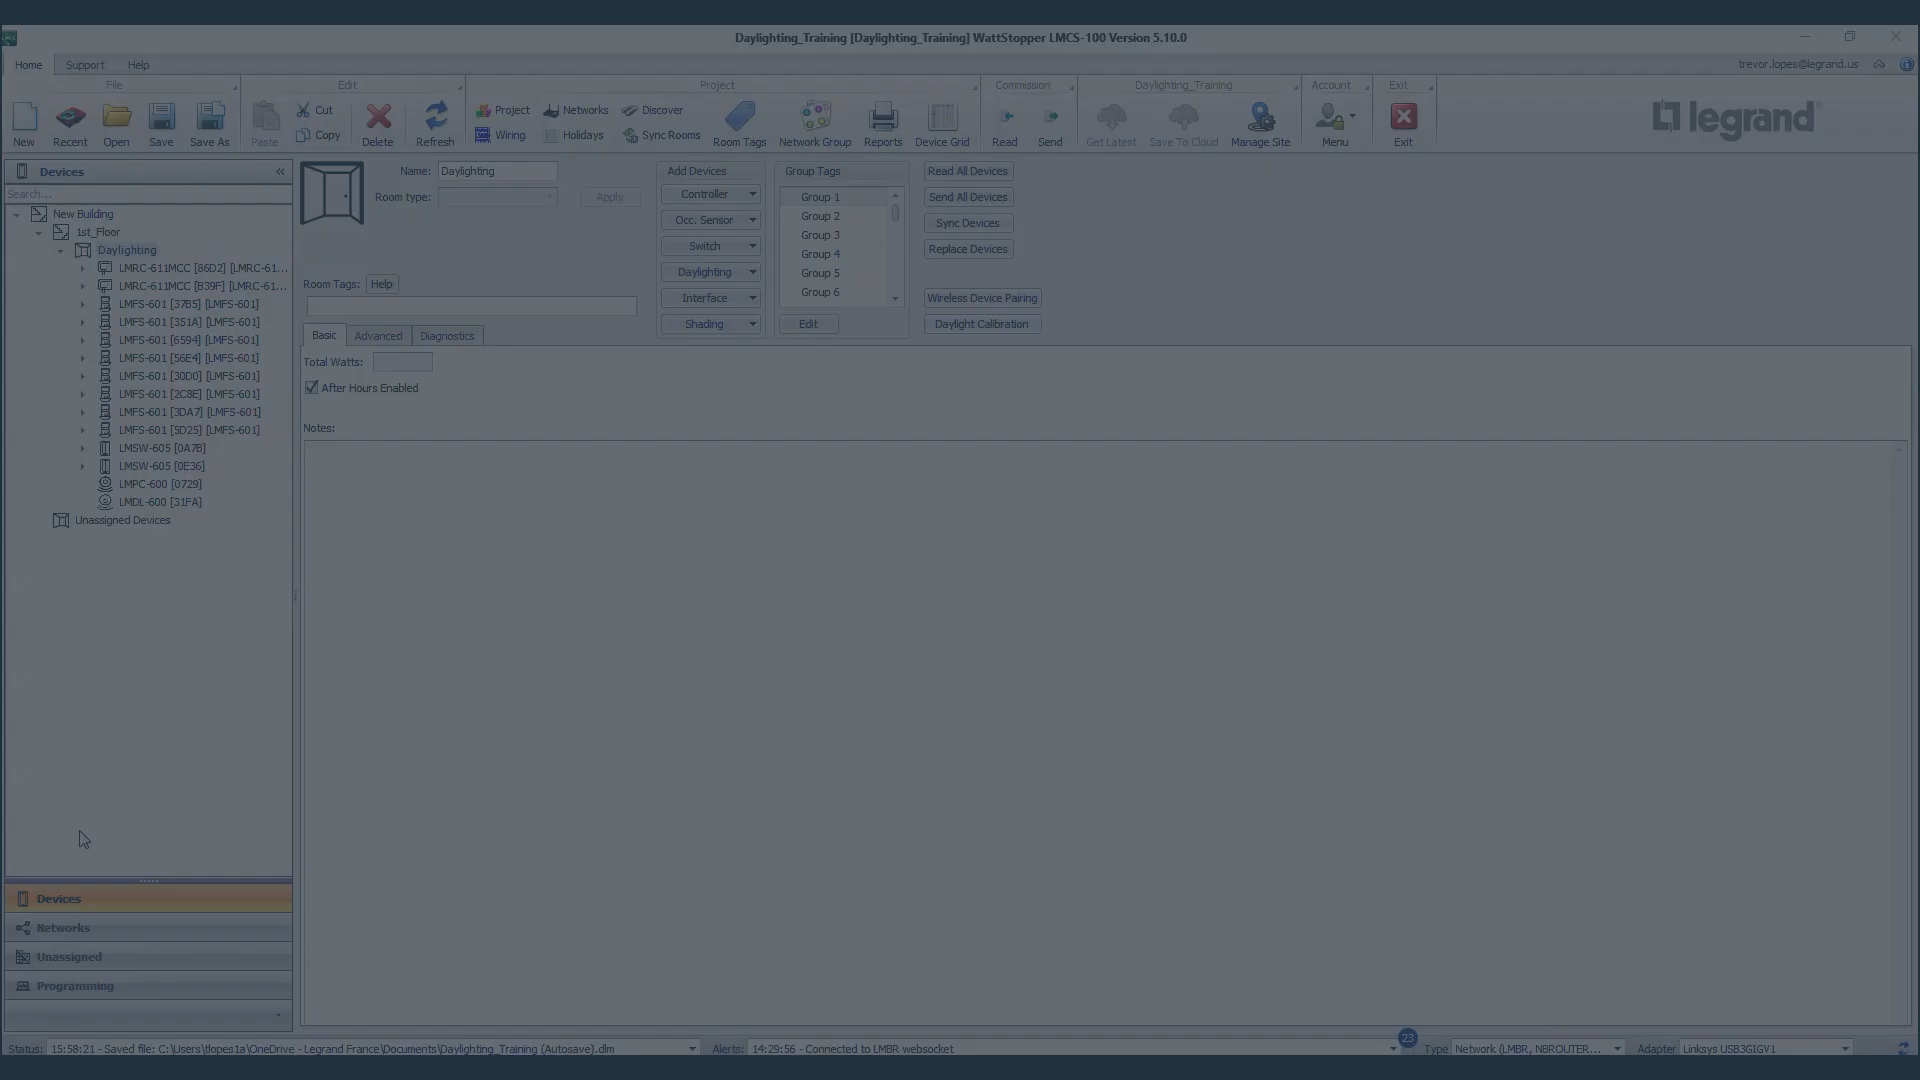 Daylighting_Training [Daylighting_Training] WattStopper LMCS-100 Version 5.10.0
Home Support Help
trevor.lopes@legrand.us
File Edit Project Commission Daylighting_Training Account Exit
New Recent Open Save Save As Paste Cut Copy Delete Refresh
Project Networks Discover
Wiring Holidays Sync Rooms
Room Tags Network Group Reports Device Grid Read Send Get Latest Save To Cloud Manage Site Menu Exit
legrand
Devices
Search...
New Building
1st_Floor
Daylighting
LMRC-611MCC [86D2] [LMRC-61...
LMRC-611MCC [B39F] [LMRC-61...
LMFS-601 [37B5] [LMFS-601]
LMFS-601 [351A] [LMFS-601]
LMFS-601 [6594] [LMFS-601]
LMFS-601 [56E4] [LMFS-601]
LMFS-601 [30D0] [LMFS-601]
LMFS-601 [2C8E] [LMFS-601]
LMFS-601 [3DA7] [LMFS-601]
LMFS-601 [5D25] [LMFS-601]
LMSW-605 [0A7B]
LMSW-605 [0E36]
LMPC-600 [0729]
LMDL-600 [31FA]
Unassigned Devices
Devices
Networks
Unassigned
Programming
Name: Daylighting
Room type:
Apply
Room Tags: Help
Add Devices
Controller
Occ. Sensor
Switch
Daylighting
Interface
Shading
Group Tags
Group 1
Group 2
Group 3
Group 4
Group 5
Group 6
Edit
Read All Devices
Send All Devices
Sync Devices
Replace Devices
Wireless Device Pairing
Daylight Calibration
Basic Advanced Diagnostics
Total Watts:
After Hours Enabled
Notes:
Status: 15:58:21 - Saved file: C:\Users\tlopes1a\OneDrive - Legrand France\Documents\Daylighting_Training (Autosave).dlm
Alerts: 14:29:56 - Connected to LMBR websocket
23
Type Network (LMBR, NBROUTER...
Adapter Linksys USB3GIGV1